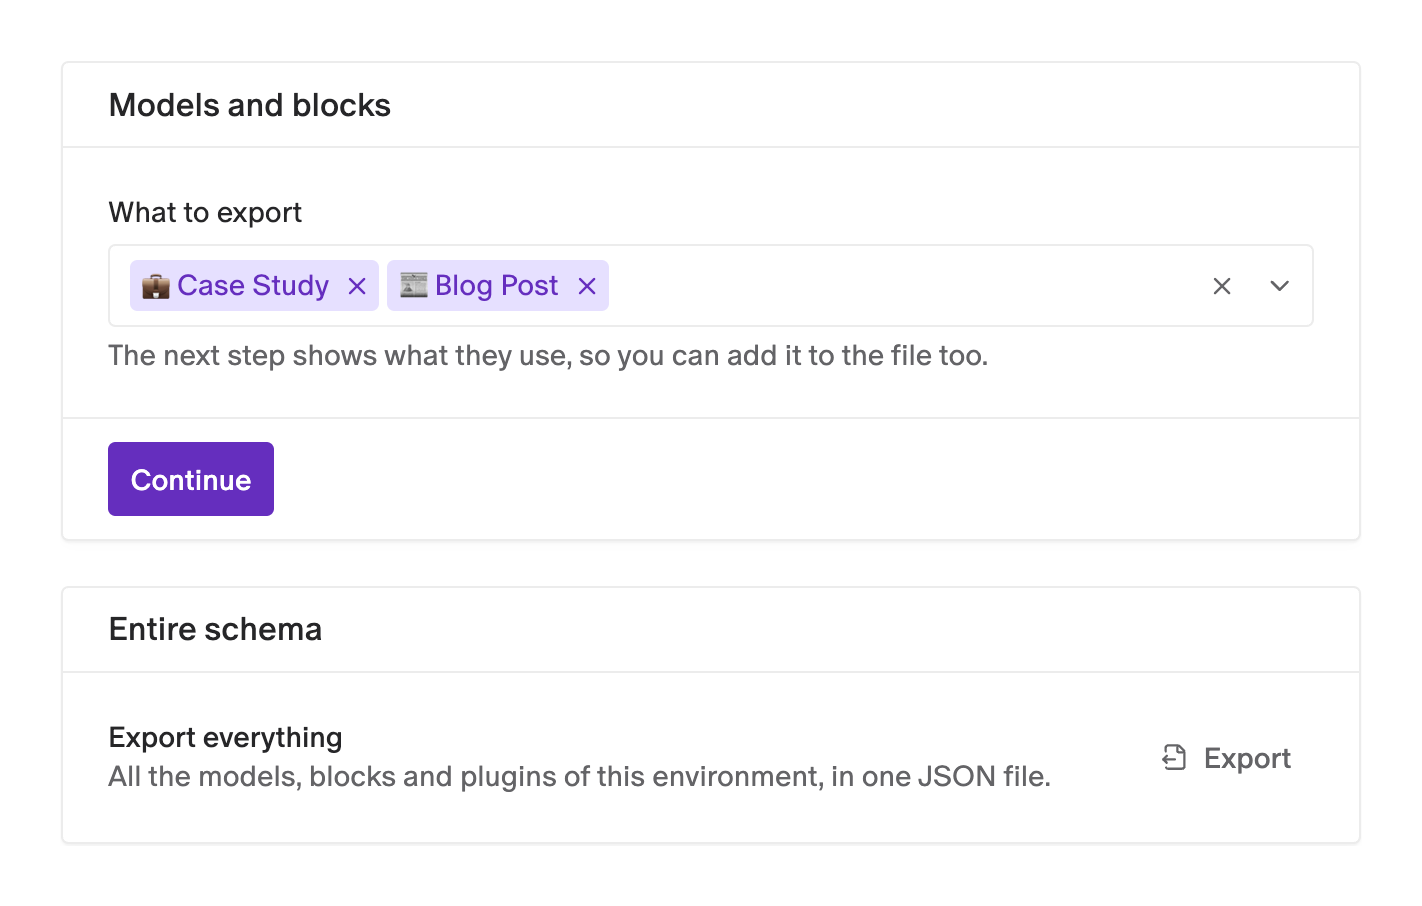 Models and blocks
What to export
Case Study
Blog Post
The next step shows what they use, so you can add it to the file too.
Continue
Entire schema
Export everything
All the models, blocks and plugins of this environment, in one JSON file.
Export